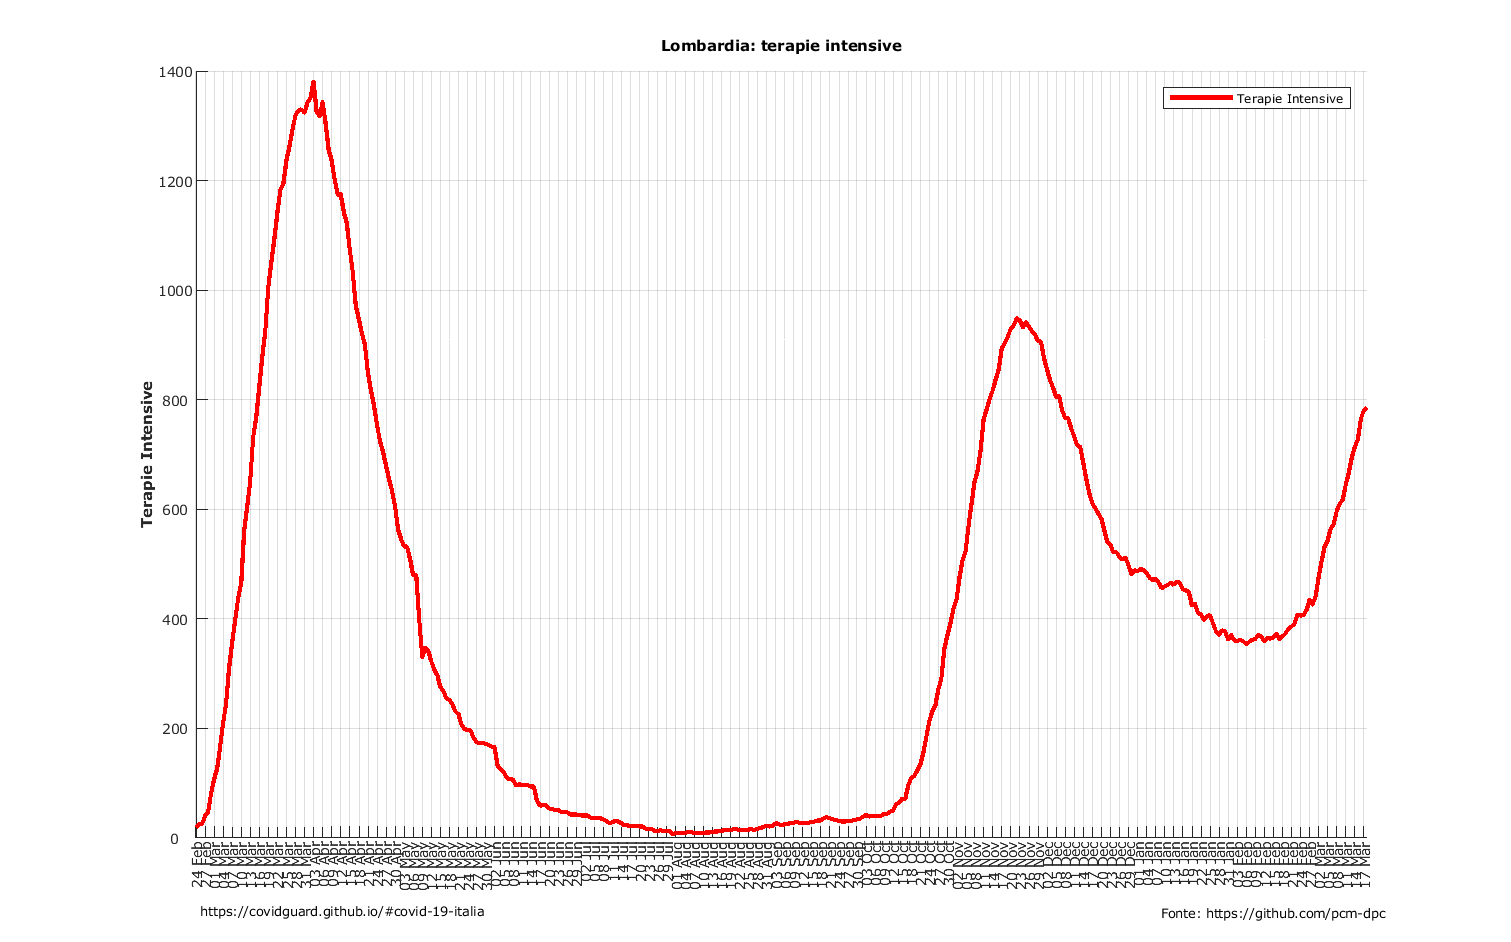 Lombardia: terapie intensive
Terapie Intensive
1400
1200
1000
800
600
400
200
0
Terapie Intensive
24 Feb
27 Feb
01 Mar
04 Mar
07 Mar
10 Mar
13 Mar
16 Mar
19 Mar
22 Mar
25 Mar
28 Mar
31 Mar
03 Apr
06 Apr
09 Apr
12 Apr
15 Apr
18 Apr
21 Apr
24 Apr
27 Apr
30 Apr
03 May
06 May
09 May
12 May
15 May
18 May
21 May
24 May
27 May
30 May
02 Jun
05 Jun
08 Jun
11 Jun
14 Jun
17 Jun
20 Jun
23 Jun
26 Jun
29 Jun
02 Jul
05 Jul
08 Jul
11 Jul
14 Jul
17 Jul
20 Jul
23 Jul
26 Jul
29 Jul
01 Aug
04 Aug
07 Aug
10 Aug
13 Aug
16 Aug
19 Aug
22 Aug
25 Aug
28 Aug
31 Aug
03 Sep
06 Sep
09 Sep
12 Sep
15 Sep
18 Sep
21 Sep
24 Sep
27 Sep
30 Sep
03 Oct
06 Oct
09 Oct
12 Oct
15 Oct
18 Oct
21 Oct
24 Oct
27 Oct
30 Oct
02 Nov
05 Nov
08 Nov
11 Nov
14 Nov
17 Nov
20 Nov
23 Nov
26 Nov
29 Nov
02 Dec
05 Dec
08 Dec
11 Dec
14 Dec
17 Dec
20 Dec
23 Dec
26 Dec
29 Dec
01 Jan
04 Jan
07 Jan
10 Jan
13 Jan
16 Jan
19 Jan
22 Jan
25 Jan
28 Jan
31 Jan
03 Feb
06 Feb
09 Feb
12 Feb
15 Feb
18 Feb
21 Feb
24 Feb
27 Feb
02 Mar
05 Mar
08 Mar
11 Mar
14 Mar
17 Mar
https://covidguard.github.io/#covid-19-italia
Fonte: https://github.com/pcm-dpc